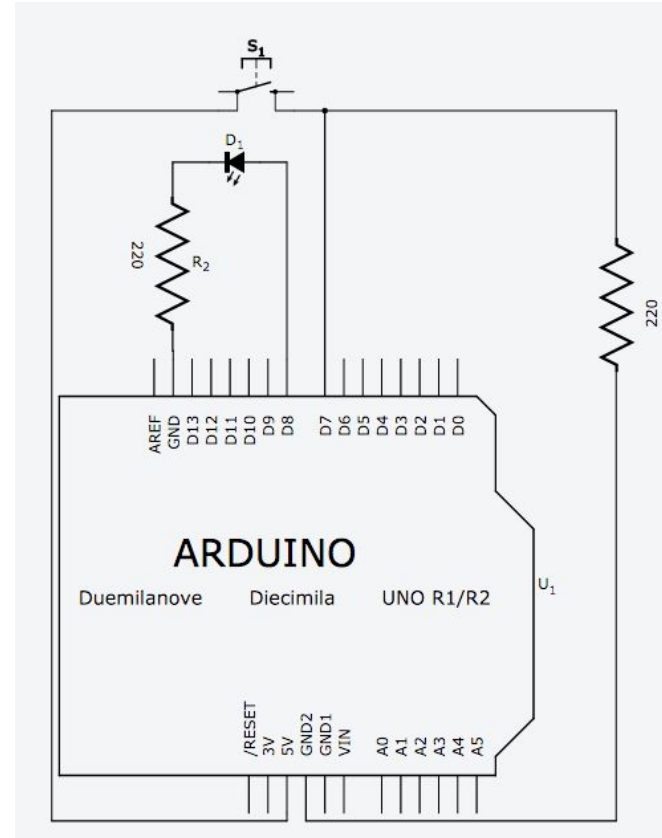 S1
D1
220
R2
220
AREF
GND
D13
D12
D11
D10
D9
D8
D7
D6
D5
D4
D3
D2
D1
D0
ARDUINO
Duemilanove Diecimila UNO R1/R2
U1
/RESET
3V
5V
GND2
GND1
VIN
A0
A1
A2
A3
A4
A5